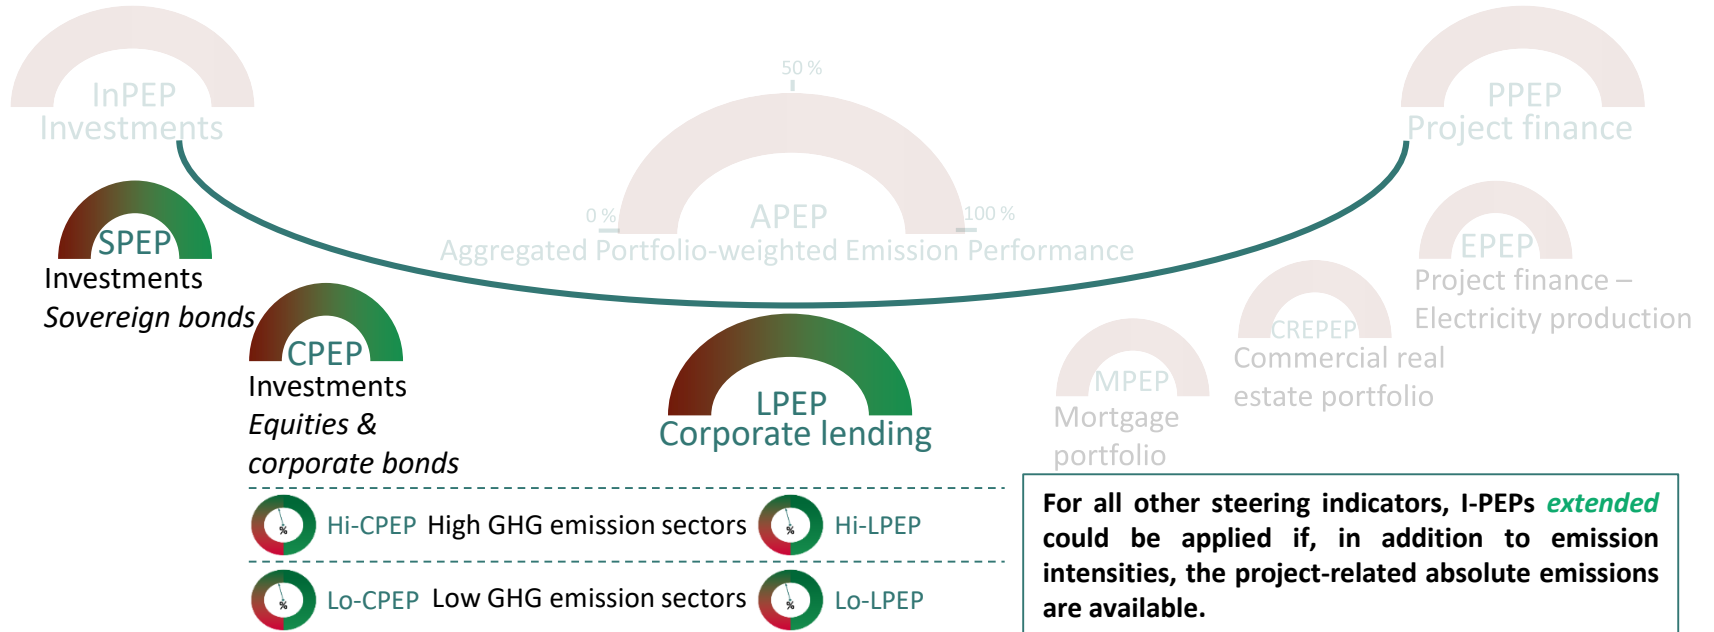 InPEP
Investments
50 %
0 %
APEP
100 %
Aggregated Portfolio-weighted Emission Performance
PPEP
Project finance
SPEP
Investments
Sovereign bonds
CPEP
Investments
Equities &
corporate bonds
LPEP
Corporate lending
MPEP
Mortgage
portfolio
CREPEP
Commercial real
estate portfolio
EPEP
Project finance –
Electricity production
% Hi-CPEP High GHG emission sectors % Hi-LPEP
% Lo-CPEP Low GHG emission sectors % Lo-LPEP
For all other steering indicators, I-PEPs extended
could be applied if, in addition to emission
intensities, the project-related absolute emissions
are available.